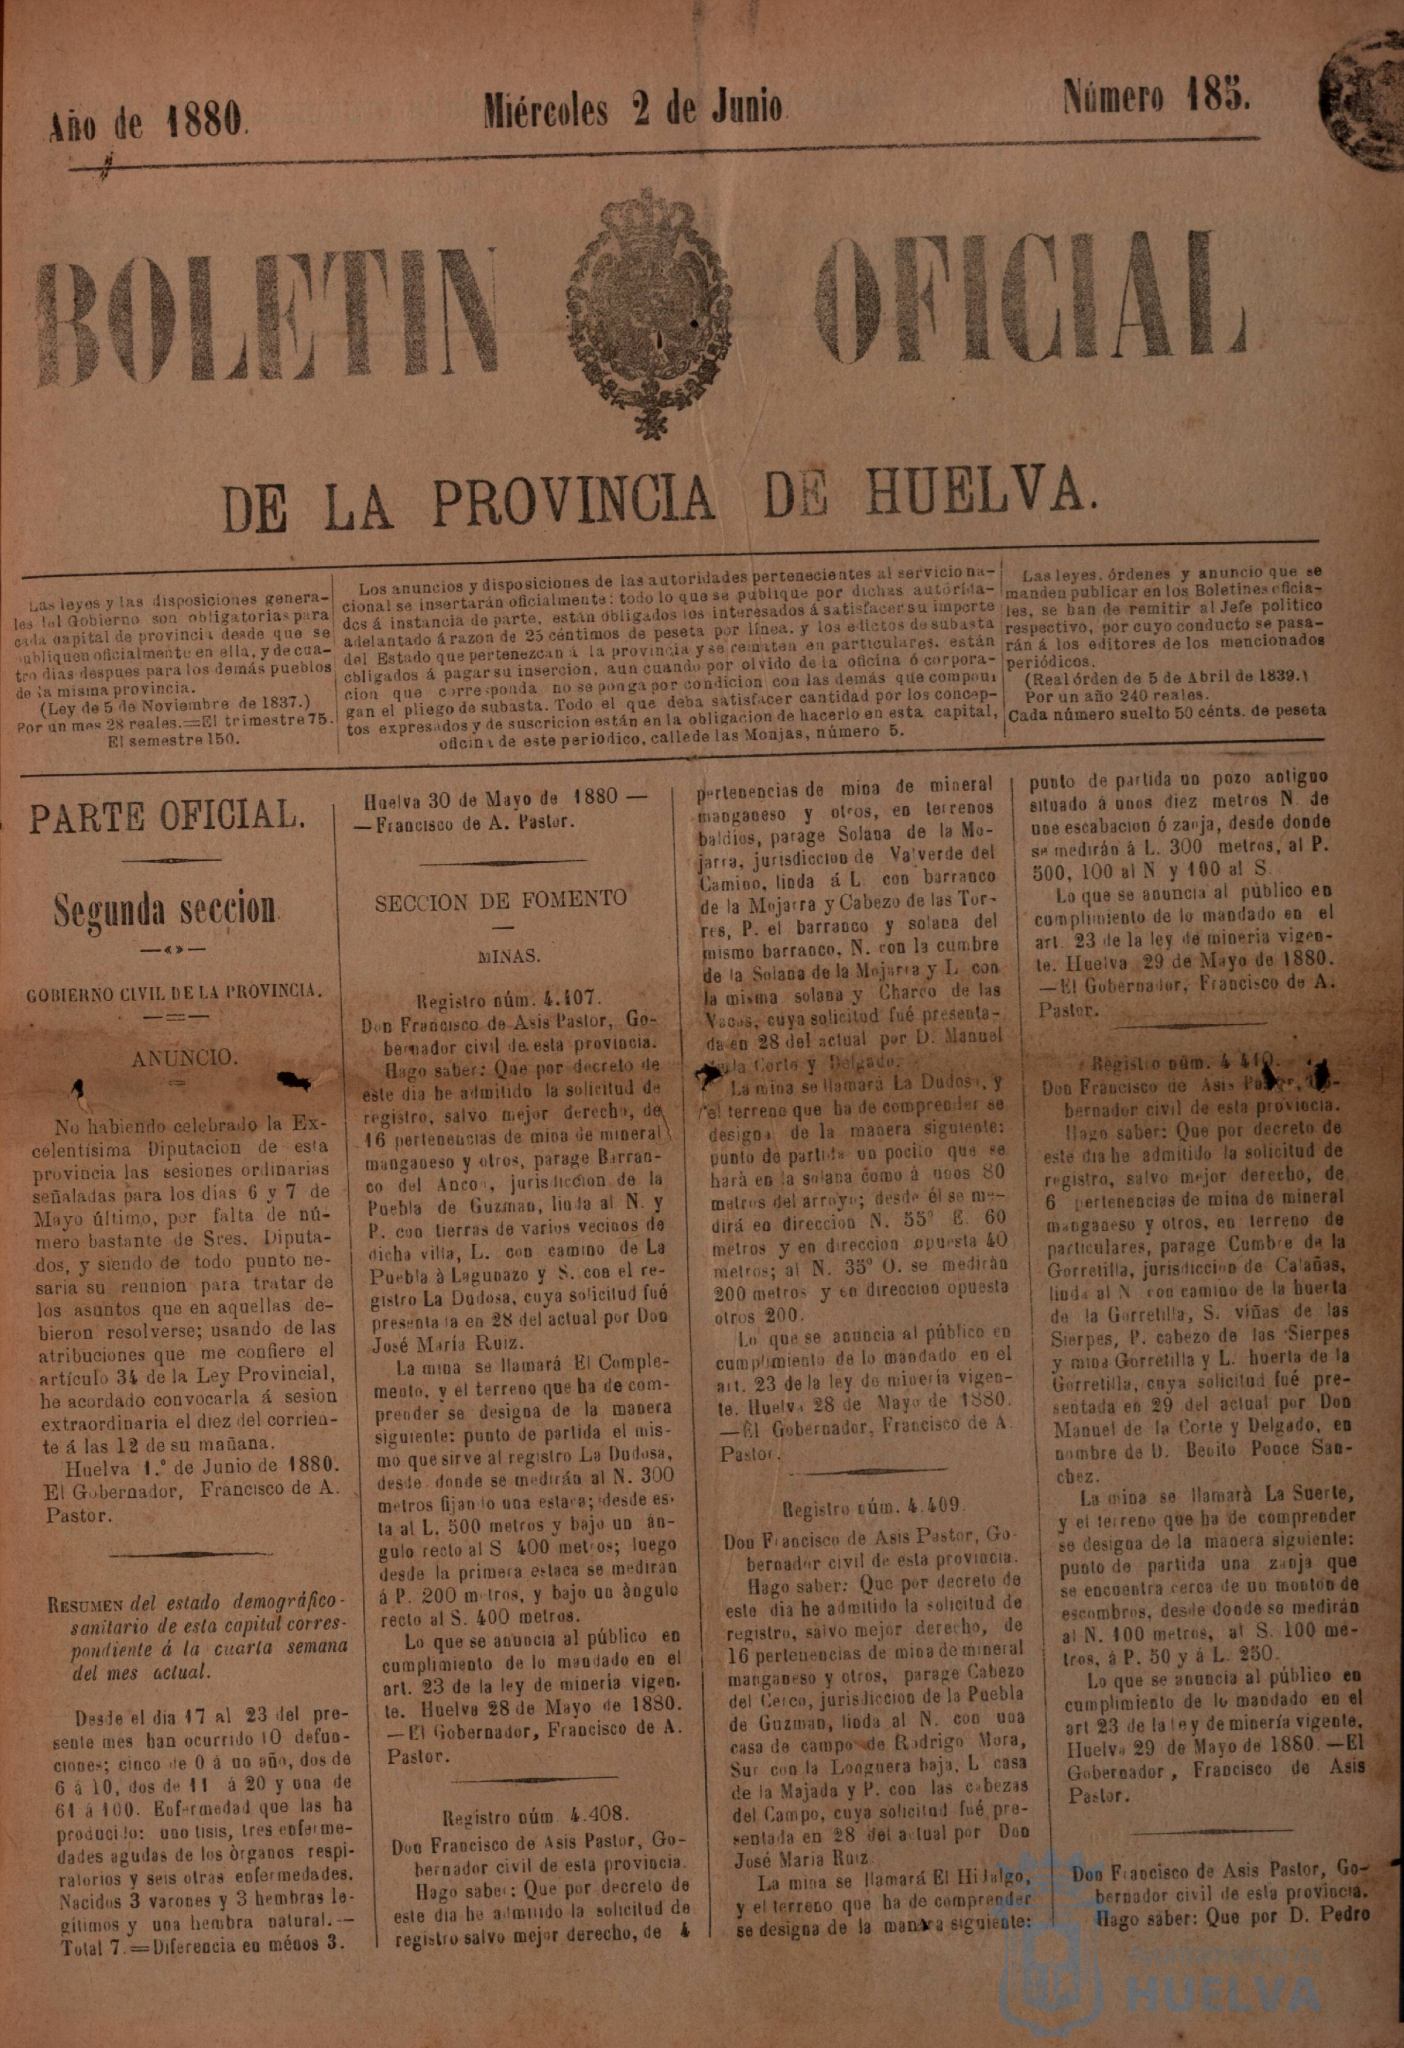 Año de 1880.
Miércoles 2 de Junio
Número 185.
BOLETIN OFICIAL
DE LA PROVINCIA DE HUELVA.
Las leyes y las disposiciones genera-
les del Gobierno son obligatorias para
cada capital de provincia desde que se
publiquen oficialmente en ella, y de cua-
tro dias despues para los demás pueblos
de la misma provincia.
(Ley de 5 de Noviembre de 1837.)
Por un mes 28 reales.=El trimestre 75.
El semestre 150.
Los anuncios y disposiciones de las autoridades pertenecientes al servicio na-
cional se insertarán oficialmente: todo lo que se publique por dichas autorida-
des á instancia de parte, están obligados los interesados á satisfacer su importe
adelantado á razon de 25 céntimos de peseta por línea. y los edictos de subasta
del Estado que pertenezcan á la provincia y se rematen en particulares, están
obligados á pagar su insercion, aun cuando por olvido de la oficina ó corpora-
cion que corresponda no se ponga por condicion con las demás que compon-
gan el pliego de subasta. Todo el que deba satisfacer cantidad por los concep-
tos expresados y de suscricion están en la obligacion de hacerlo en esta capital,
oficina de este periodico, calle de las Monjas, número 5.
Las leyes, órdenes y anuncio que se
manden publicar en los Boletines oficia-
les, se han de remitir al Jefe politico
respectivo, por cuyo conducto se pasa-
rán á los editores de los mencionados
periódicos.
(Real órden de 5 de Abril de 1839.)
Por un año 240 reales.
Cada número suelto 50 cénts. de peseta
PARTE OFICIAL.
Segunda seccion.
GOBIERNO CIVIL DE LA PROVINCIA.
ANUNCIO.
No habiendo celebrado la Ex-
celentísima Diputacion de esta
provincia las sesiones ordinarias
señaladas para los dias 6 y 7 de
Mayo último, por falta de nú-
mero bastante de Sres. Diputa-
dos, y siendo de todo punto ne-
saria su reunion para tratar de
los asuntos que en aquellas de-
bieron resolverse; usando de las
atribuciones que me confiere el
artículo 34 de la Ley Provincial,
he acordado convocarla á sesion
extraordinaria el diez del corrien-
te á las 12 de su mañana.
Huelva 1.º de Junio de 1880.
El Gobernador, Francisco de A.
Pastor.
RESUMEN del estado demográfico-
sanitario de esta capital corres-
pondiente á la cuarta semana
del mes actual.
Desde el dia 17 al 23 del pre-
sente mes han ocurrido 10 defun-
ciones; cinco de 0 á un año, dos de
6 á 10, dos de 11 á 20 y una de
61 á 100. Enfermedad que las ha
producido: uno tisis, tres enferme-
dades agudas de los òrganos respi-
ratorios y seis otras enfermedades.
Nacidos 3 varones y 3 hembras le-
gítimos y una hembra natural.—
Total 7.=Diferencia en ménos 3.
Huelva 30 de Mayo de 1880—
—Francisco de A. Pastor.
SECCION DE FOMENTO
MINAS.
Registro núm. 4.407.
Don Francisco de Asis Pastor, Go-
bernador civil de esta provincia.
Hago saber: Que por decreto de
este dia he admitido la solicitud de
registro, salvo mejor derecho, de
16 pertenencias de mina de mineral
manganeso y otros, parage Barran-
co del Ancon, jurisdiccion de la
Puebla de Guzman, linda al N. y
P. con tierras de varios vecinos de
dicha villa, L. con camino de La
Puebla à Lagunazo y S. con el re-
gistro La Dudosa, cuya solicitud fué
presentada en 28 del actual por Don
José María Ruiz.
La mina se llamará El Comple-
mento, y el terreno que ha de com-
prender se designa de la manera
siguiente: punto de partida el mis-
mo que sirve al registro La Dudosa,
desde donde se medirán al N. 300
metros fijando una estaca; desde es-
ta al L. 500 metros y bajo un án-
gulo recto al S 400 metros; luego
desde la primera estaca se medirán
á P. 200 metros, y bajo un àngulo
recto al S. 400 metros.
Lo que se anuncia al público en
cumplimiento de lo mandado en el
art. 23 de la ley de minería vigen-
te. Huelva 28 de Mayo de 1880.
—El Gobernador, Francisco de A.
Pastor.
Registro núm. 4.408.
Don Francisco de Asis Pastor, Go-
bernador civil de esta provincia.
Hago saber: Que por decreto de
este dia he admitido la solicitud de
registro salvo mejor derecho, de 4
pertenencias de mina de mineral
manganeso y otros, en terrenos
baldíos, parage Solana de la Mo-
jarra, jurisdiccion de Valverde del
Camino, linda á L. con barranco
de la Mojarra y Cabezo de las Tor-
res, P. el barranco y solana del
mismo barranco, N. con la cumbre
de la Solana de la Mojarra y L. con
la misma solana y Charco de las
Vacas, cuya solicitud fué presenta-
da en 28 del actual por D. Manuel
de la Corte y Delgado.
La mina se llamará La Dudosa, y
el terreno que ha de comprender se
designa de la manera siguiente:
punto de partida un pocito que se
hará en la solana como á unos 80
metros del arroyo; desde él se me-
dirá en direccion N. 55º E. 60
metros y en direccion opuesta 40
metros; al N. 35º O. se medirán
200 metros y en direccion opuesta
otros 200.
Lo que se anuncia al público en
cumplimiento de lo mandado en el
art. 23 de la ley de minería vigen-
te. Huelva 28 de Mayo de 1880.
—El Gobernador, Francisco de A.
Pastor.
Registro núm. 4.409.
Don Francisco de Asis Pastor, Go-
bernador civil de esta provincia.
Hago saber: Que por decreto de
este dia he admitido la solicitud de
registro, salvo mejor derecho, de
16 pertenencias de mina de mineral
manganeso y otros, parage Cabezo
del Cerco, jurisdiccion de la Puebla
de Guzman, linda al N. con una
casa de campo de Rodrigo Mora,
Sur con la Longuera baja, L casa
de la Majada y P. con las cabezas
del Campo, cuya solicitud fué pre-
sentada en 28 del actual por Don
José Maria Ruiz.
La mina se llamará El Hidalgo,
y el terreno que ha de comprender
se designa de la manera siguiente:
punto de partida un pozo antiguo
situado á unos diez metros N. de
une escabacion ó zanja, desde donde
se medirán á L. 300 metros, al P.
500, 100 al N y 100 al S.
Lo que se anuncia al público en
cumplimiento de lo mandado en el
art. 23 de la ley de mineria vigen-
te. Huelva 29 de Mayo de 1880.
—El Gobernador, Francisco de A.
Pastor.
Registro núm. 4 410.
Don Francisco de Asis Pastor, Go-
bernador civil de esta provincia.
Hago saber: Que por decreto de
este dia he admitido la solicitud de
registro, salvo mejor derecho, de
6 pertenencias de mina de mineral
manganeso y otros, en terreno de
particulares, parage Cumbre de la
Gorretilla, jurisdiccion de Calañas,
linda al N con camino de la huerta
de la Gorretilla, S. viñas de las
Sierpes, P. cabezo de las Sierpes
y mina Gorretilla y L. huerta de la
Gorretilla, cuya solicitud fué pre-
sentada en 29 del actual por Don
Manuel de la Corte y Delgado, en
nombre de D. Benito Ponce San-
chez.
La mina se llamarà La Suerte,
y el terreno que ha de comprender
se designa de la manera siguiente:
punto de partida una zanja que
se encuentra cerca de un monton de
escombros, desde donde se medirán
al N. 100 metros, al S. 100 me-
tros, á P. 50 y á L. 250.
Lo que se anuncia al público en
cumplimiento de lo mandado en el
art 23 de la ley de minería vigente.
Huelva 29 de Mayo de 1880.—El
Gobernador, Francisco de Asis
Pastor.
Don Francisco de Asis Pastor, Go-
bernador civil de esta provincia.
Hago saber: Que por D. Pedro
Ayuntamiento de
HUELVA